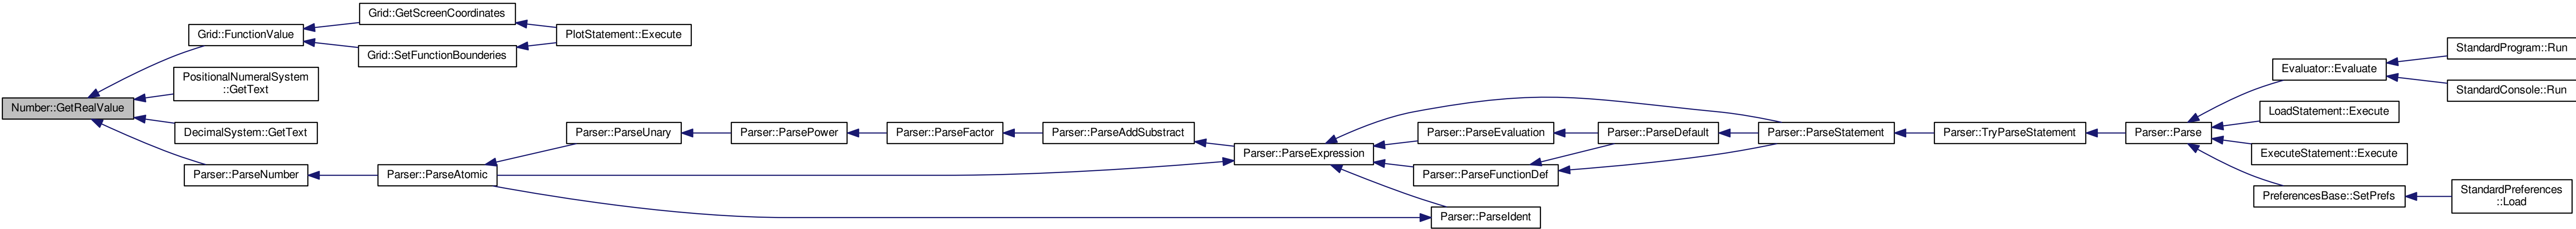 Number::GetRealValue
Grid::FunctionValue
PositionalNumeralSystem
::GetText
DecimalSystem::GetText
Parser::ParseNumber
Grid::GetScreenCoordinates
Grid::SetFunctionBounderies
PlotStatement::Execute
Parser::ParseAtomic
Parser::ParseUnary
Parser::ParsePower
Parser::ParseFactor
Parser::ParseAddSubstract
Parser::ParseExpression
Parser::ParseEvaluation
Parser::ParseFunctionDef
Parser::ParseIdent
Parser::ParseDefault
Parser::ParseStatement
Parser::TryParseStatement
Parser::Parse
Evaluator::Evaluate
LoadStatement::Execute
ExecuteStatement::Execute
PreferencesBase::SetPrefs
StandardProgram::Run
StandardConsole::Run
StandardPreferences
::Load